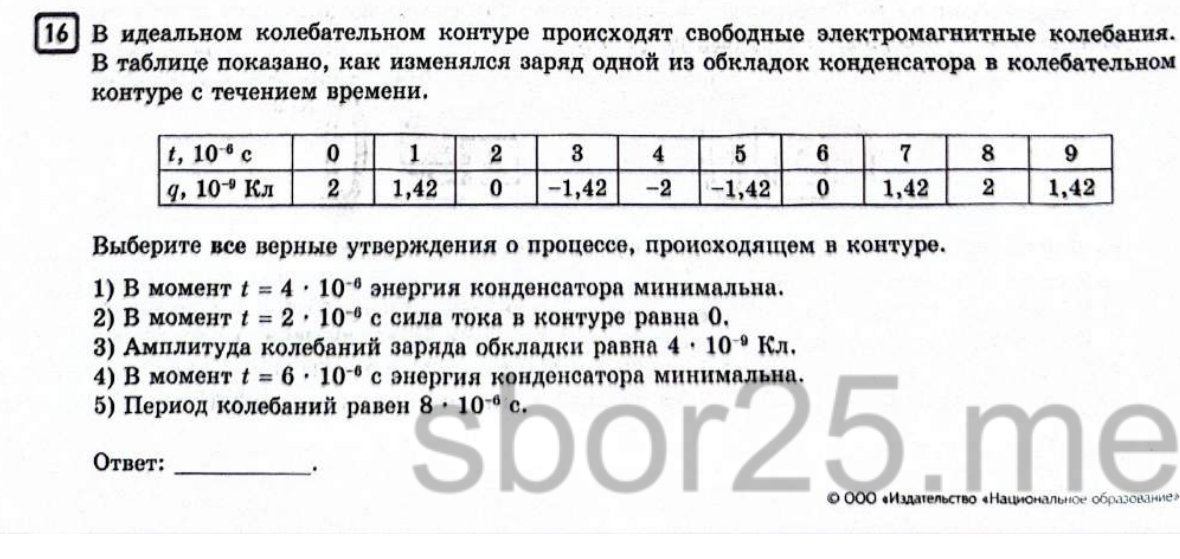 16 В идеальном колебательном контуре происходят свободные электромагнитные колебания.
В таблице показано, как изменялся заряд одной из обкладок конденсатора в колебательном
контуре с течением времени.
t, 10⁻⁶ с 0 1 2 3 4 5 6 7 8 9
q, 10⁻⁹ Кл 2 1,42 0 −1,42 −2 −1,42 0 1,42 2 1,42
Выберите все верные утверждения о процессе, происходящем в контуре.
1) В момент t = 4 · 10⁻⁶ энергия конденсатора минимальна.
2) В момент t = 2 · 10⁻⁶ с сила тока в контуре равна 0.
3) Амплитуда колебаний заряда обкладки равна 4 · 10⁻⁹ Кл.
4) В момент t = 6 · 10⁻⁶ с энергия конденсатора минимальна.
5) Период колебаний равен 8 · 10⁻⁶ с.
sbor25.me
Ответ: ___________.
© ООО «Издательство «Национальное образование»